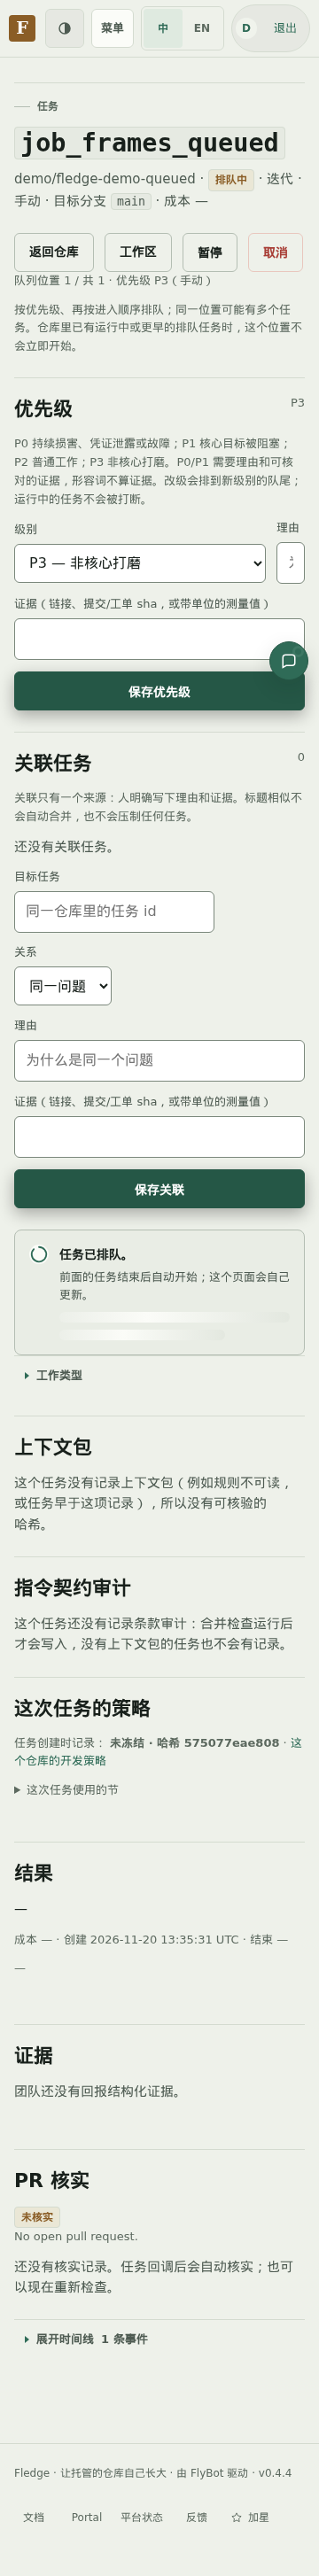 F 菜单 中 EN D 退出
任务
job_frames_queued
demo/fledge-demo-queued · 排队中 · 迭代 ·
手动 · 目标分支 main · 成本 —
返回仓库 工作区 暂停 取消
队列位置 1 / 共 1 · 优先级 P3（手动）
按优先级、再按进入顺序排队；同一位置可能有多个任
务。仓库里已有运行中或更早的排队任务时，这个位置不
会立即开始。
优先级 P3
P0 持续损害、凭证泄露或故障；P1 核心目标被阻塞；
P2 普通工作；P3 非核心打磨。P0/P1 需要理由和可核
对的证据，形容词不算证据。改级会排到新级别的队尾；
运行中的任务不会被打断。
级别 理由
P3 — 非核心打磨
证据（链接、提交/工单 sha，或带单位的测量值）
保存优先级
关联任务 0
关联只有一个来源：人明确写下理由和证据。标题相似不
会自动合并，也不会压制任何任务。
还没有关联任务。
目标任务
同一仓库里的任务 id
关系
同一问题
理由
为什么是同一个问题
证据（链接、提交/工单 sha，或带单位的测量值）
保存关联
任务已排队。
前面的任务结束后自动开始；这个页面会自己
更新。
工作类型
上下文包
这个任务没有记录上下文包（例如规则不可读，
或任务早于这项记录），所以没有可核验的
哈希。
指令契约审计
这个任务还没有记录条款审计：合并检查运行后
才会写入，没有上下文包的任务也不会有记录。
这次任务的策略
任务创建时记录： 未冻结 · 哈希 575077eae808 · 这
个仓库的开发策略
这次任务使用的节
结果
—
成本 — · 创建 2026-11-20 13:35:31 UTC · 结束 —
—
证据
团队还没有回报结构化证据。
PR 核实
未核实
No open pull request.
还没有核实记录。任务回调后会自动核实；也可
以现在重新检查。
展开时间线 1 条事件
Fledge · 让托管的仓库自己长大 · 由 FlyBot 驱动 · v0.4.4
文档 Portal 平台状态 反馈 加星